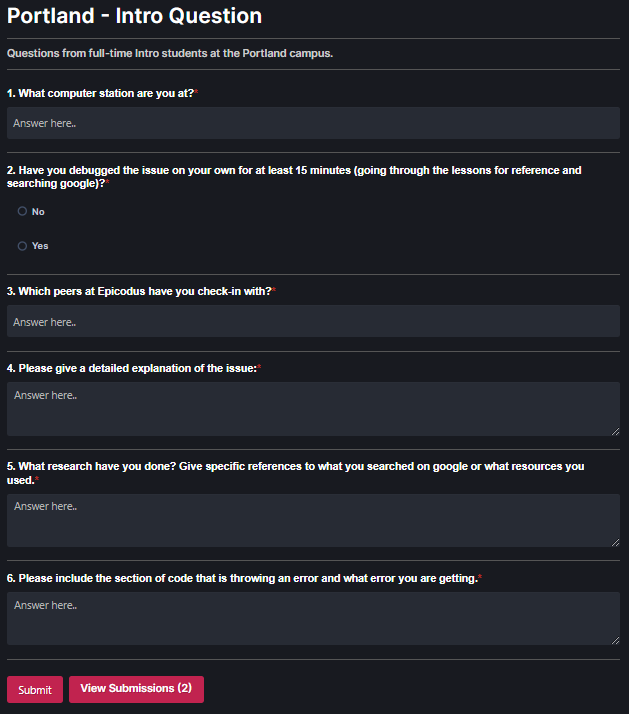 Portland - Intro Question
Questions from full-time Intro students at the Portland campus.
1. What computer station are you at?*
Answer here..
2. Have you debugged the issue on your own for at least 15 minutes (going through the lessons for reference and
searching google)?*
No
Yes
3. Which peers at Epicodus have you check-in with?*
Answer here..
4. Please give a detailed explanation of the issue:*
Answer here..
5. What research have you done? Give specific references to what you searched on google or what resources you
used.*
Answer here..
6. Please include the section of code that is throwing an error and what error you are getting.*
Answer here..
Submit View Submissions (2)